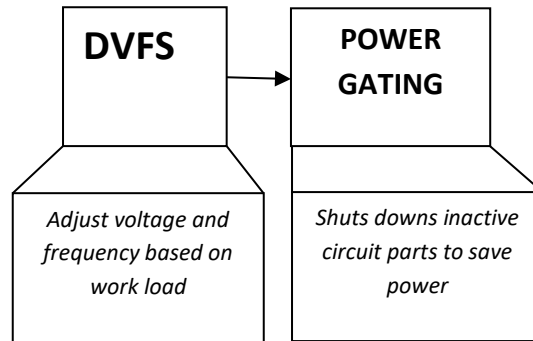 DVFS
POWER
GATING
Adjust voltage and
frequency based on
work load
Shuts downs inactive
circuit parts to save
power